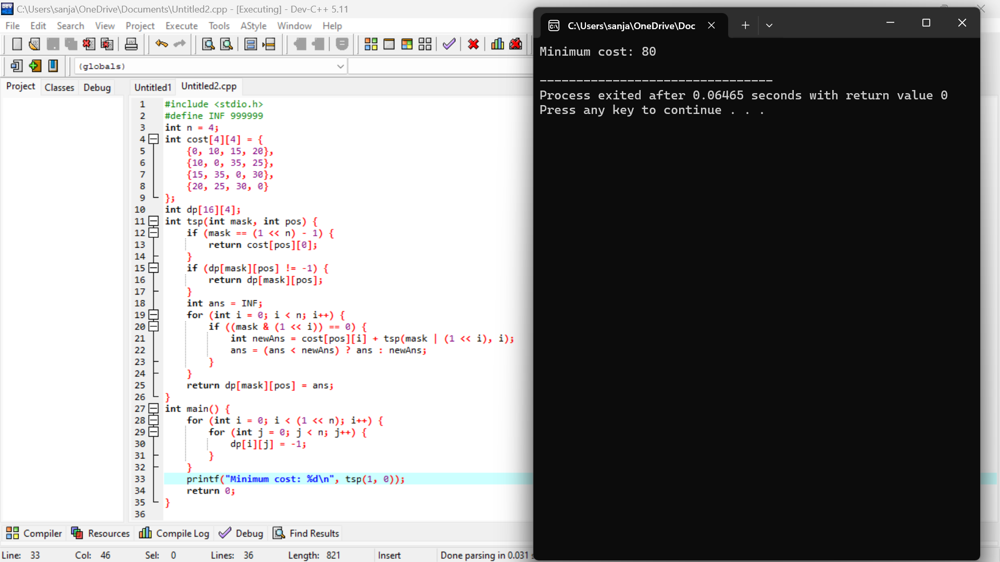 C:\Users\sanja\OneDrive\Documents\Untitled2.cpp - [Executing] - Dev-C++ 5.11
File Edit Search View Project Execute Tools AStyle Window Help
(globals)
Project Classes Debug Untitled1 Untitled2.cpp
1 #include <stdio.h>
2 #define INF 999999
3 int n = 4;
4 int cost[4][4] = {
5 {0, 10, 15, 20},
6 {10, 0, 35, 25},
7 {15, 35, 0, 30},
8 {20, 25, 30, 0}
9 };
10 int dp[16][4];
11 int tsp(int mask, int pos) {
12 if (mask == (1 << n) - 1) {
13 return cost[pos][0];
14 }
15 if (dp[mask][pos] != -1) {
16 return dp[mask][pos];
17 }
18 int ans = INF;
19 for (int i = 0; i < n; i++) {
20 if ((mask & (1 << i)) == 0) {
21 int newAns = cost[pos][i] + tsp(mask | (1 << i), i);
22 ans = (ans < newAns) ? ans : newAns;
23 }
24 }
25 return dp[mask][pos] = ans;
26 }
27 int main() {
28 for (int i = 0; i < (1 << n); i++) {
29 for (int j = 0; j < n; j++) {
30 dp[i][j] = -1;
31 }
32 }
33 printf("Minimum cost: %d\n", tsp(1, 0));
34 return 0;
35 }
36
Compiler Resources Compile Log Debug Find Results
Line: 33 Col: 46 Sel: 0 Lines: 36 Length: 821 Insert Done parsing in 0.031
C:\Users\sanja\OneDrive\Doc
Minimum cost: 80
--------------------------------
Process exited after 0.06465 seconds with return value 0
Press any key to continue . . .